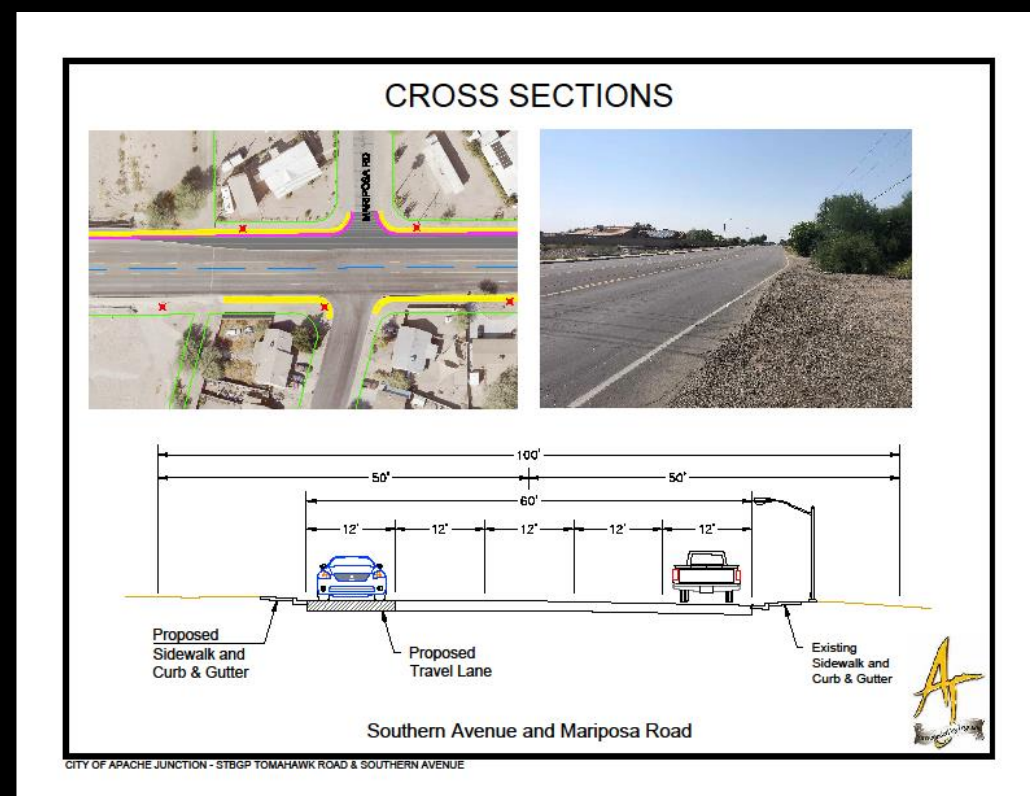 CROSS SECTIONS
MARIPOSA RD
100'
50'
50'
60'
12'
12'
12'
12'
12'
Proposed
Sidewalk and
Curb & Gutter
Proposed
Travel Lane
Existing
Sidewalk and
Curb & Gutter
Southern Avenue and Mariposa Road
CITY OF APACHE JUNCTION - STBGP TOMAHAWK ROAD & SOUTHERN AVENUE